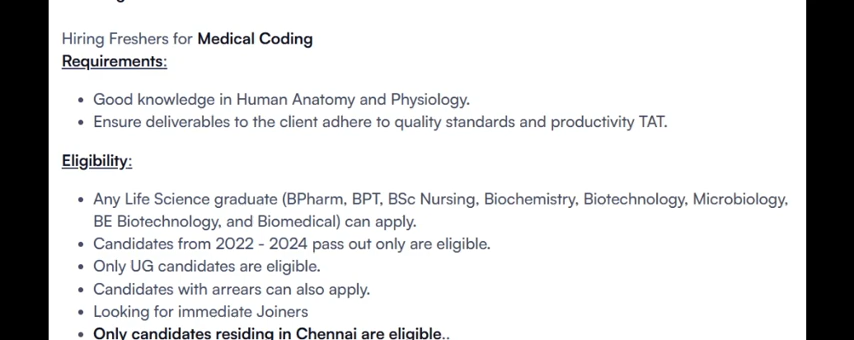 Hiring Freshers for Medical Coding
Requirements:
Good knowledge in Human Anatomy and Physiology.
Ensure deliverables to the client adhere to quality standards and productivity TAT.
Eligibility:
Any Life Science graduate (BPharm, BPT, BSc Nursing, Biochemistry, Biotechnology, Microbiology,
BE Biotechnology, and Biomedical) can apply.
Candidates from 2022 - 2024 pass out only are eligible.
Only UG candidates are eligible.
Candidates with arrears can also apply.
Looking for immediate Joiners
Only candidates residing in Chennai are eligible..